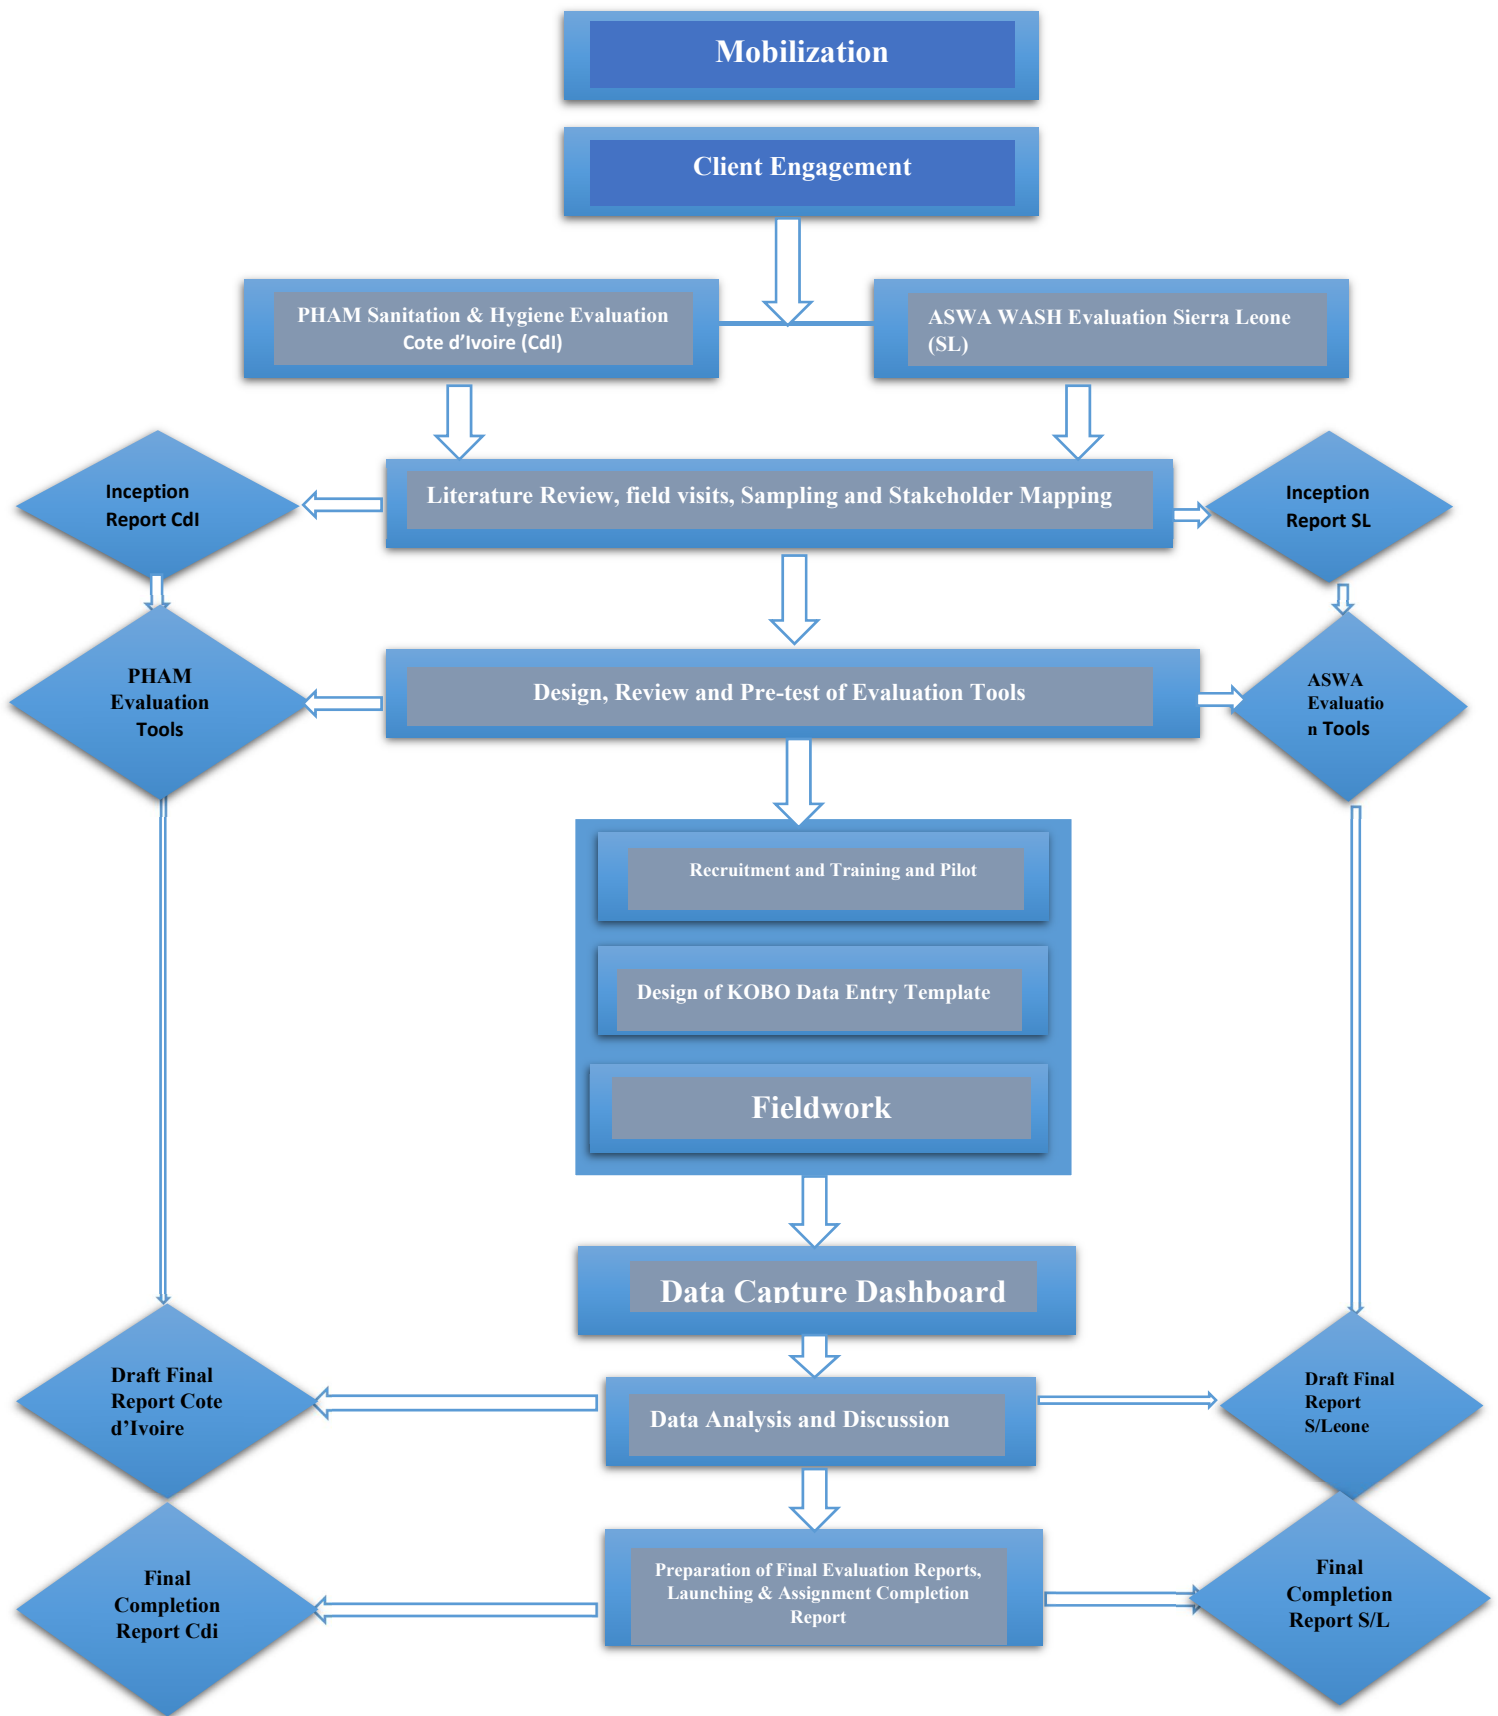 Mobilization
Client Engagement
PHAM Sanitation & Hygiene Evaluation
Cote d’Ivoire (CdI)
ASWA WASH Evaluation Sierra Leone
(SL)
Inception
Report CdI
Literature Review, field visits, Sampling and Stakeholder Mapping
Inception
Report SL
PHAM
Evaluation
Tools
Design, Review and Pre-test of Evaluation Tools
ASWA
Evaluatio
n Tools
Recruitment and Training and Pilot
Design of KOBO Data Entry Template
Fieldwork
Data Capture Dashboard
Draft Final
Report Cote
d’Ivoire
Data Analysis and Discussion
Draft Final
Report
S/Leone
Final
Completion
Report Cdi
Preparation of Final Evaluation Reports,
Launching & Assignment Completion
Report
Final
Completion
Report S/L